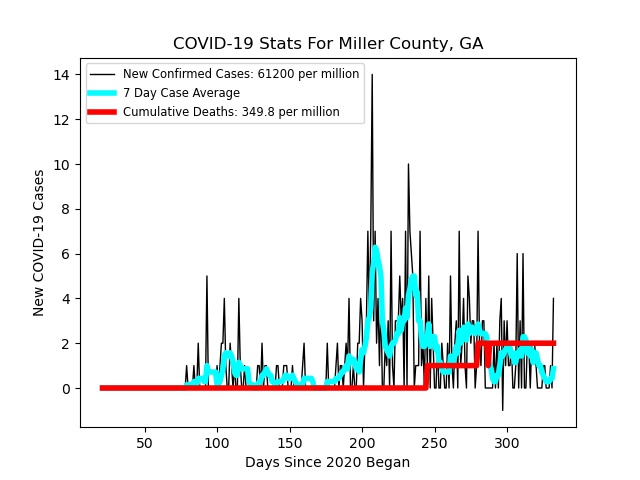 COVID-19 Stats For Miller County, GA
New Confirmed Cases: 61200 per million
7 Day Case Average
Cumulative Deaths: 349.8 per million
New COVID-19 Cases
14
12
10
8
6
4
2
0
50 100 150 200 250 300
Days Since 2020 Began